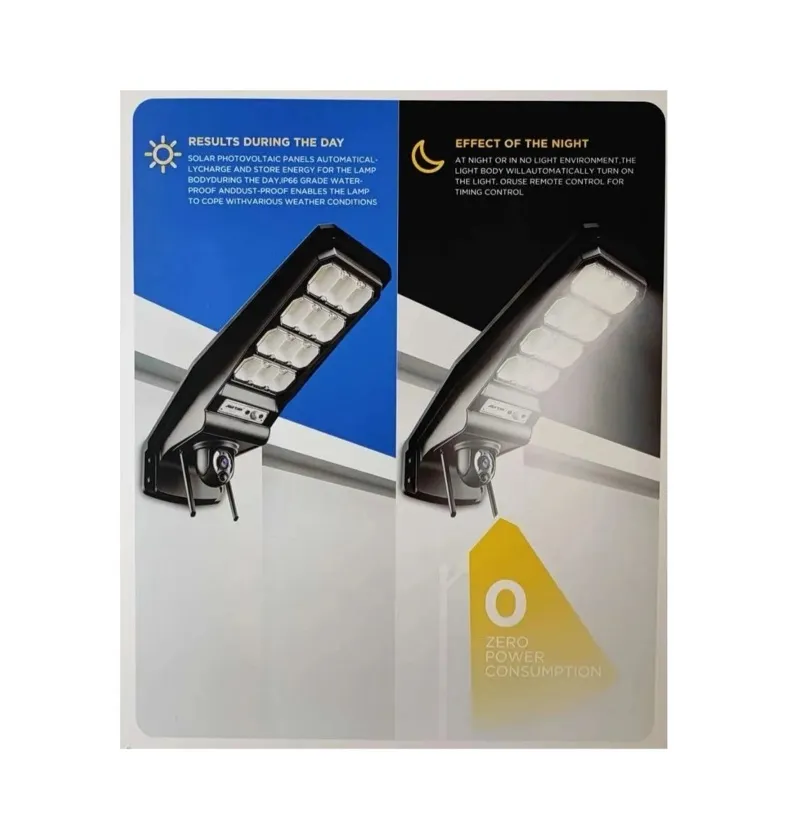 RESULTS DURING THE DAY
SOLAR PHOTOVOLTAIC PANELS AUTOMATICAL-
LYCHARGE AND STORE ENERGY FOR THE LAMP
BODYDURING THE DAY,IP66 GRADE WATER-
PROOF ANDDUST-PROOF ENABLES THE LAMP
TO COPE WITHVARIOUS WEATHER CONDITIONS
EFFECT OF THE NIGHT
AT NIGHT OR IN NO LIGHT ENVIRONMENT,THE
LIGHT BODY WILLAUTOMATICALLY TURN ON
THE LIGHT, ORUSE REMOTE CONTROL FOR
TIMING CONTROL
0
ZERO
POWER
CONSUMPTION